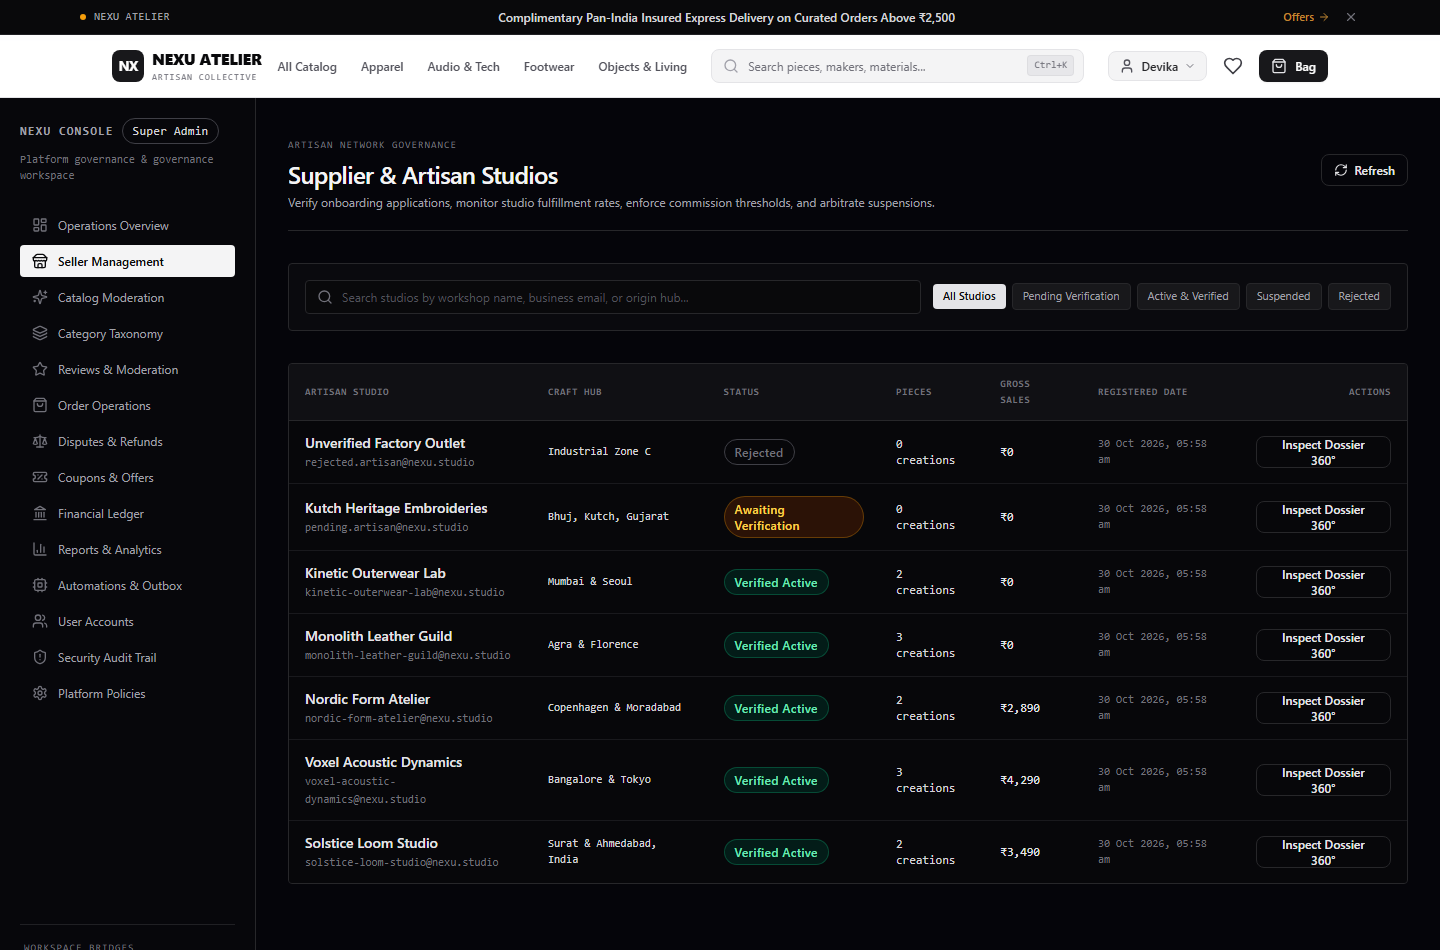 NEXU ATELIER
Complimentary Pan-India Insured Express Delivery on Curated Orders Above ₹2,500
Offers →
NX
NEXU ATELIER
ARTISAN COLLECTIVE
All Catalog
Apparel
Audio & Tech
Footwear
Objects & Living
Search pieces, makers, materials...
Ctrl+K
Devika
Bag
NEXU CONSOLE
Super Admin
Platform governance & governance
workspace
Operations Overview
Seller Management
Catalog Moderation
Category Taxonomy
Reviews & Moderation
Order Operations
Disputes & Refunds
Coupons & Offers
Financial Ledger
Reports & Analytics
Automations & Outbox
User Accounts
Security Audit Trail
Platform Policies
WORKSPACE BRIDGES
ARTISAN NETWORK GOVERNANCE
Supplier & Artisan Studios
Verify onboarding applications, monitor studio fulfillment rates, enforce commission thresholds, and arbitrate suspensions.
Refresh
Search studios by workshop name, business email, or origin hub...
All Studios
Pending Verification
Active & Verified
Suspended
Rejected
ARTISAN STUDIO
CRAFT HUB
STATUS
PIECES
GROSS
SALES
REGISTERED DATE
ACTIONS
Unverified Factory Outlet
rejected.artisan@nexu.studio
Industrial Zone C
Rejected
0
creations
₹0
30 Oct 2026, 05:58
am
Inspect Dossier
360°
Kutch Heritage Embroideries
pending.artisan@nexu.studio
Bhuj, Kutch, Gujarat
Awaiting
Verification
0
creations
₹0
30 Oct 2026, 05:58
am
Inspect Dossier
360°
Kinetic Outerwear Lab
kinetic-outerwear-lab@nexu.studio
Mumbai & Seoul
Verified Active
2
creations
₹0
30 Oct 2026, 05:58
am
Inspect Dossier
360°
Monolith Leather Guild
monolith-leather-guild@nexu.studio
Agra & Florence
Verified Active
3
creations
₹0
30 Oct 2026, 05:58
am
Inspect Dossier
360°
Nordic Form Atelier
nordic-form-atelier@nexu.studio
Copenhagen & Moradabad
Verified Active
2
creations
₹2,890
30 Oct 2026, 05:58
am
Inspect Dossier
360°
Voxel Acoustic Dynamics
voxel-acoustic-
dynamics@nexu.studio
Bangalore & Tokyo
Verified Active
3
creations
₹4,290
30 Oct 2026, 05:58
am
Inspect Dossier
360°
Solstice Loom Studio
solstice-loom-studio@nexu.studio
Surat & Ahmedabad,
India
Verified Active
2
creations
₹3,490
30 Oct 2026, 05:58
am
Inspect Dossier
360°